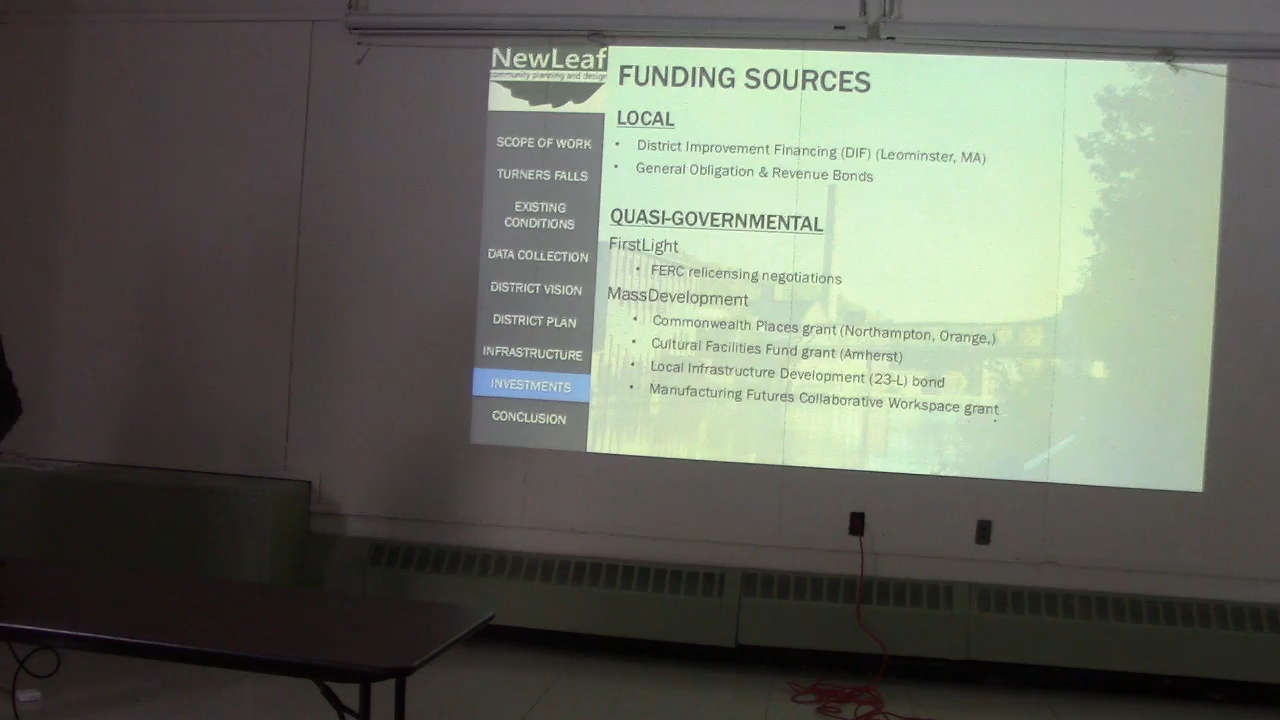 NewLeaf
community planning and design
SCOPE OF WORK
TURNERS FALLS
EXISTING
CONDITIONS
DATA COLLECTION
DISTRICT VISION
DISTRICT PLAN
INFRASTRUCTURE
INVESTMENTS
CONCLUSION
FUNDING SOURCES
LOCAL
• District Improvement Financing (DIF) (Leominster, MA)
• General Obligation & Revenue Bonds
QUASI-GOVERNMENTAL
FirstLight
• FERC relicensing negotiations
MassDevelopment
• Commonwealth Places grant (Northampton, Orange,)
• Cultural Facilities Fund grant (Amherst)
• Local Infrastructure Development (23-L) bond
• Manufacturing Futures Collaborative Workspace grant